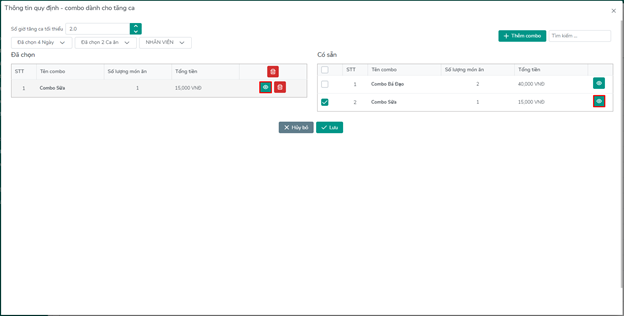 Thông tin quy định - combo dành cho tăng ca
Số giờ tăng ca tối thiểu 2.0
Đã chọn 4 Ngày Đã chọn 2 Ca ăn NHÂN VIÊN
Thêm combo Tìm kiếm ...
Đã chọn
STT Tên combo Số lượng món ăn Tổng tiền
1 Combo Sữa 1 15,000 VNĐ
Có sẵn
STT Tên combo Số lượng món ăn Tổng tiền
1 Combo Đá Đạo 2 40,000 VNĐ
2 Combo Sữa 1 15,000 VNĐ
Hủy bỏ Lưu